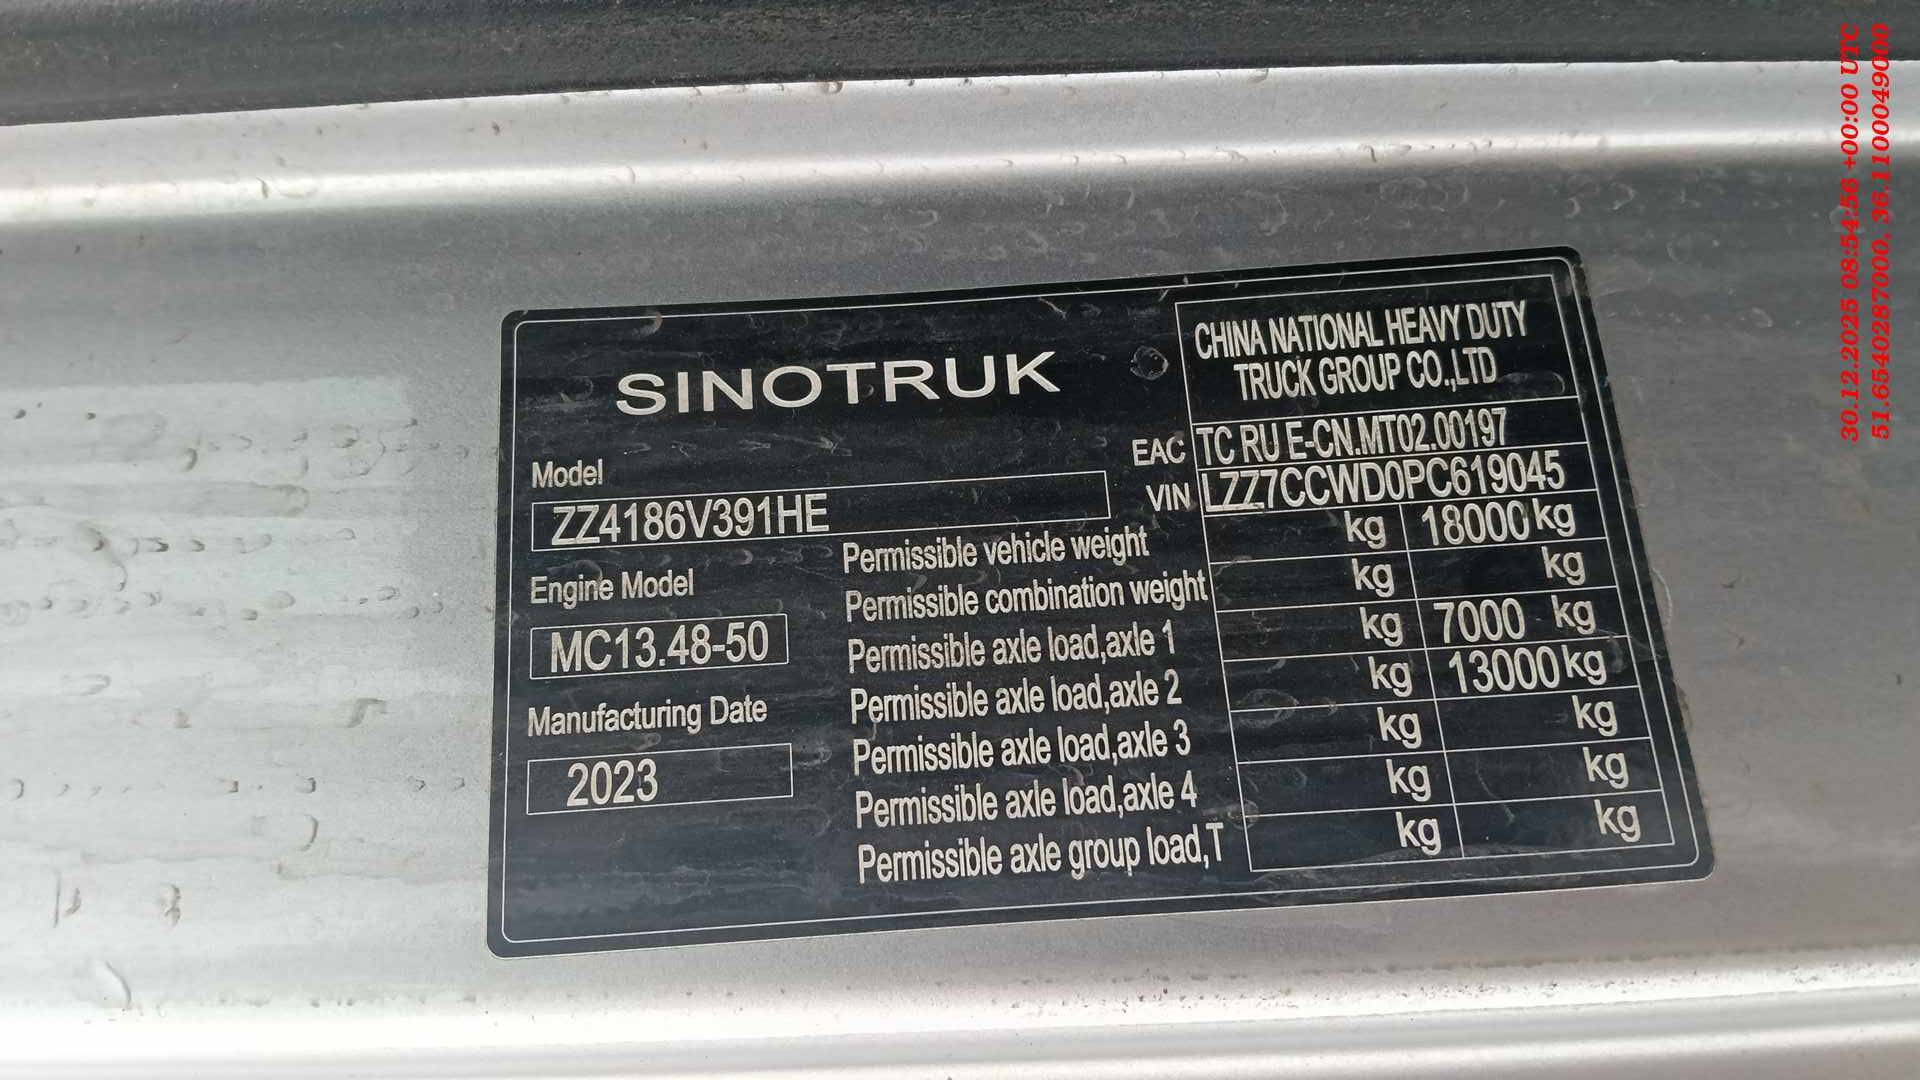 SINOTRUK
CHINA NATIONAL HEAVY DUTY
TRUCK GROUP CO.,LTD
EAC TC RU E-CN.MT02.00197
VIN LZZ7CCWD0PC619045
Model
ZZ4186V391HE
Engine Model
MC13.48-50
Manufacturing Date
2023
Permissible vehicle weight kg 18000kg
Permissible combination weight kg kg
Permissible axle load,axle 1 kg 7000 kg
Permissible axle load,axle 2 kg 13000kg
Permissible axle load,axle 3 kg kg
Permissible axle load,axle 4 kg kg
Permissible axle group load,T kg kg
30.12.2025 08:54:56 +00:00 UTC
51.6540287000, 36.1100049000